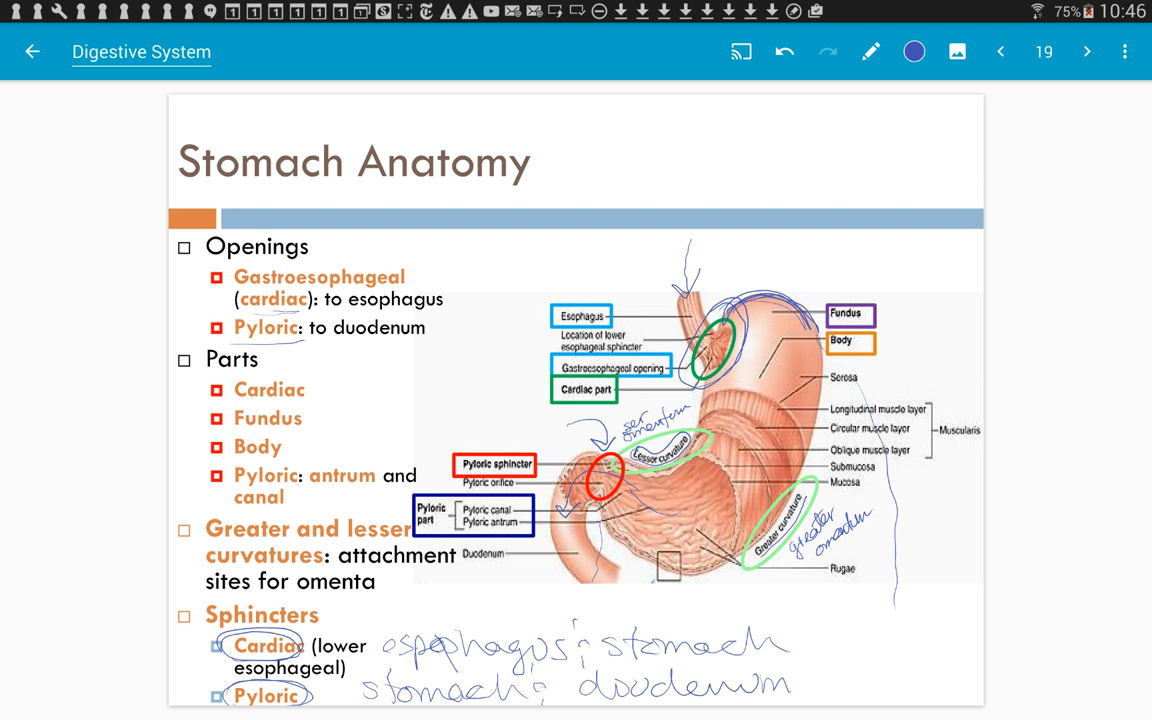 75% 10:46
Digestive System
19
Stomach Anatomy
Openings
Gastroesophageal
(cardiac): to esophagus
Pyloric: to duodenum
Parts
Cardiac
Fundus
Body
Pyloric: antrum and
canal
Greater and lesser
curvatures: attachment
sites for omenta
Sphincters
Cardiac (lower
esophageal)
Pyloric
Esophagus
Location of lower
esophageal sphincter
Gastroesophageal opening
Cardiac part
Fundus
Body
Serosa
Longitudinal muscle layer
Circular muscle layer
Muscularis
Oblique muscle layer
Submucosa
Mucosa
Lesser curvature
Pyloric sphincter
Pyloric orifice
Pyloric
part
Pyloric canal
Pyloric antrum
Greater curvature
greater
Duodenum
Rugae
stomach
stomach: duodenum